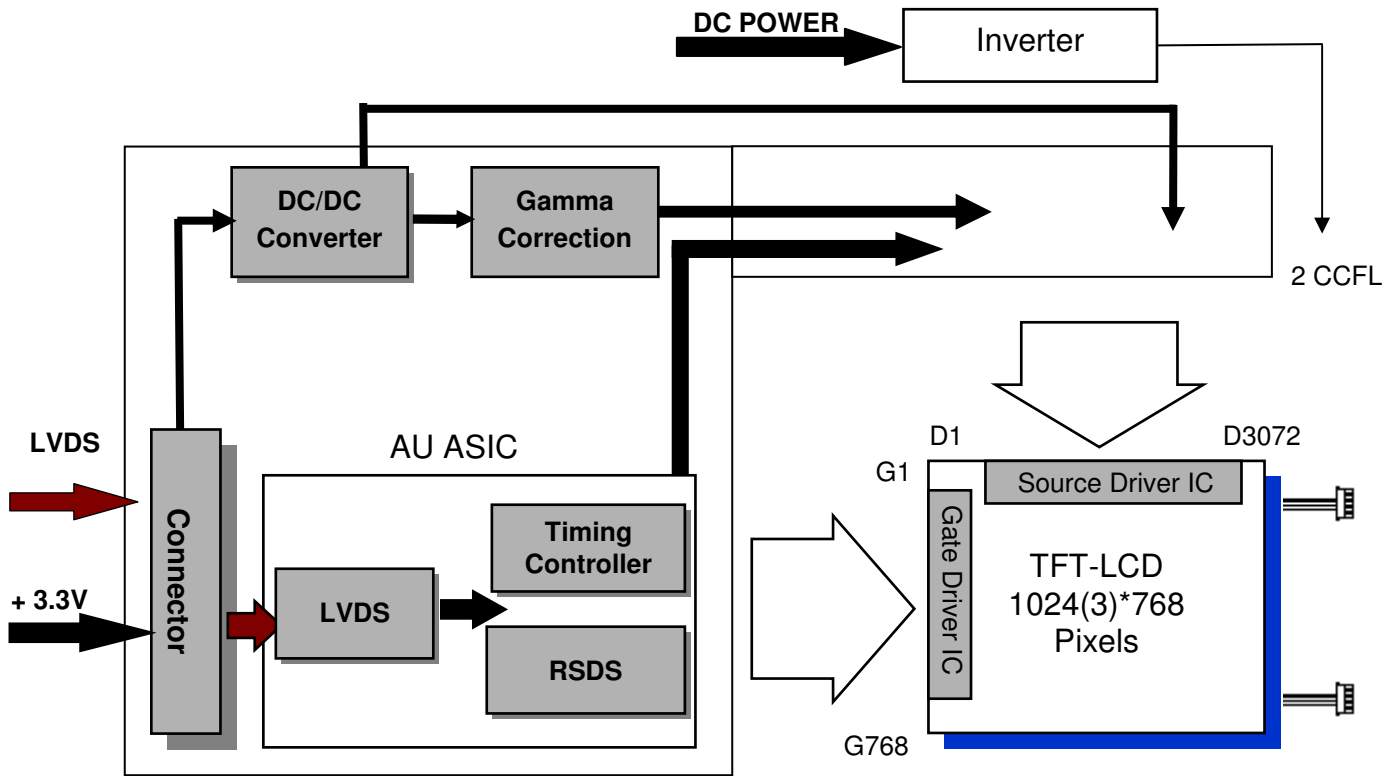 DC POWER
Inverter
DC/DC
Converter
Gamma
Correction
2 CCFL
LVDS
+ 3.3V
Connector
AU ASIC
LVDS
Timing
Controller
RSDS
D1
D3072
G1
Source Driver IC
Gate Driver IC
TFT-LCD
1024(3)*768
Pixels
G768